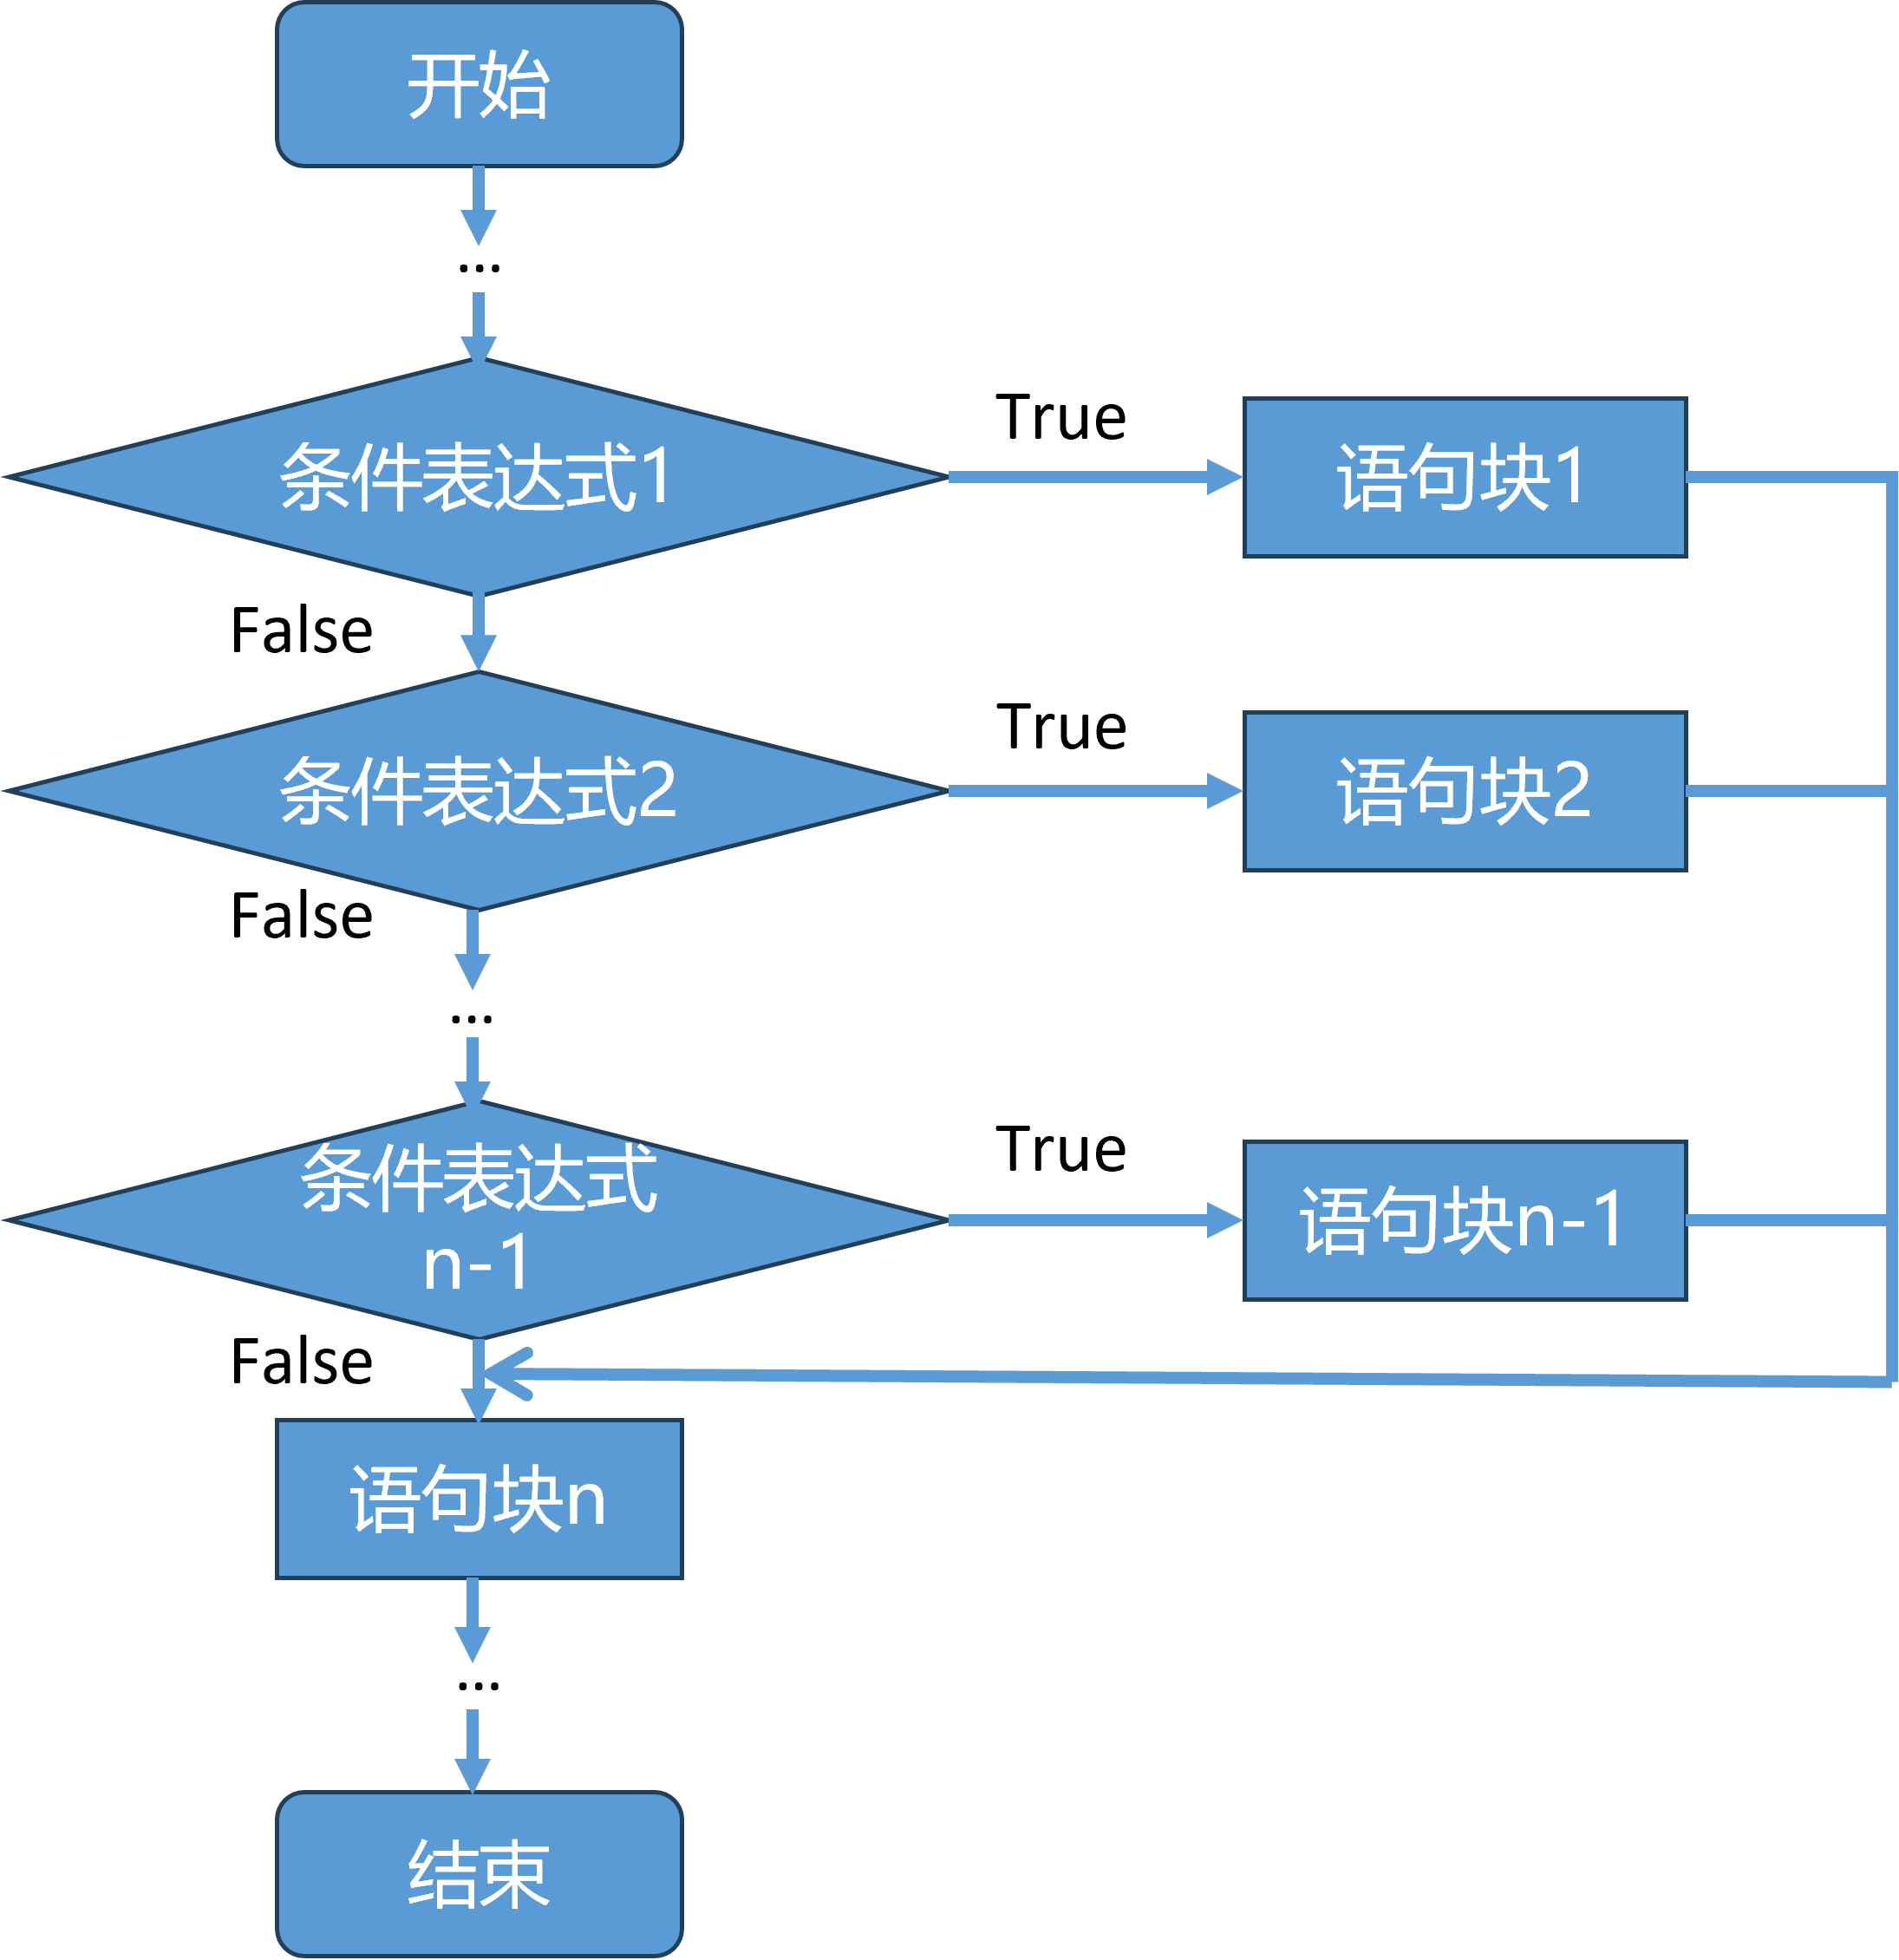 开始
...
条件表达式1
True
语句块1
False
条件表达式2
True
语句块2
False
...
条件表达式
n-1
True
语句块n-1
False
语句块n
...
结束